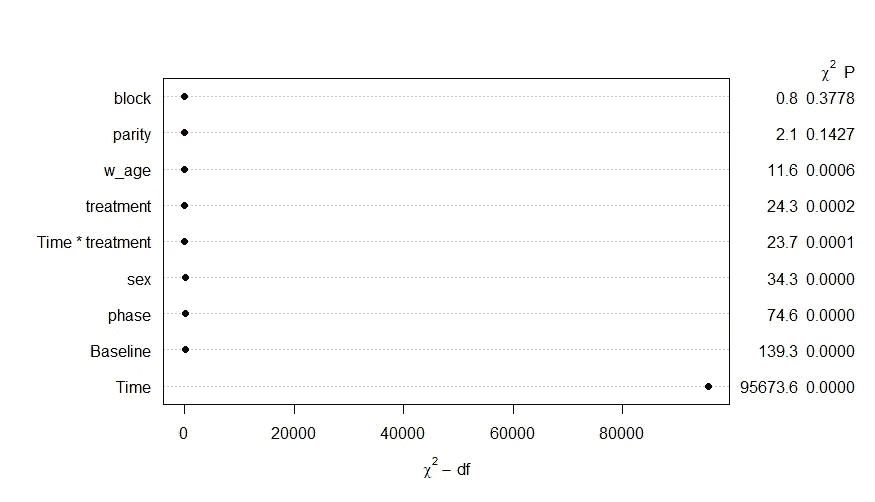 χ² P
block 0.8 0.3778
parity 2.1 0.1427
w_age 11.6 0.0006
treatment 24.3 0.0002
Time * treatment 23.7 0.0001
sex 34.3 0.0000
phase 74.6 0.0000
Baseline 139.3 0.0000
Time 95673.6 0.0000
0 20000 40000 60000 80000
χ² − df